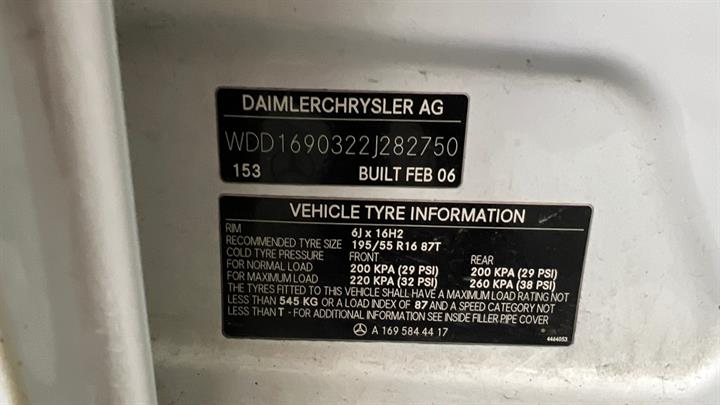 DAIMLERCHRYSLER AG
WDD1690322J282750
153 BUILT FEB 06
VEHICLE TYRE INFORMATION
RIM 6J x 16H2
RECOMMENDED TYRE SIZE 195/55 R16 87T
COLD TYRE PRESSURE FRONT REAR
FOR NORMAL LOAD 200 KPA (29 PSI) 200 KPA (29 PSI)
FOR MAXIMUM LOAD 220 KPA (32 PSI) 260 KPA (38 PSI)
THE TYRES FITTED TO THIS VEHICLE SHALL HAVE A MAXIMUM LOAD RATING NOT
LESS THAN 545 KG OR A LOAD INDEX OF 87 AND A SPEED CATEGORY NOT
LESS THAN T - FOR ADDITIONAL INFORMATION SEE INSIDE FILLER PIPE COVER
A 169 584 44 17
4464053